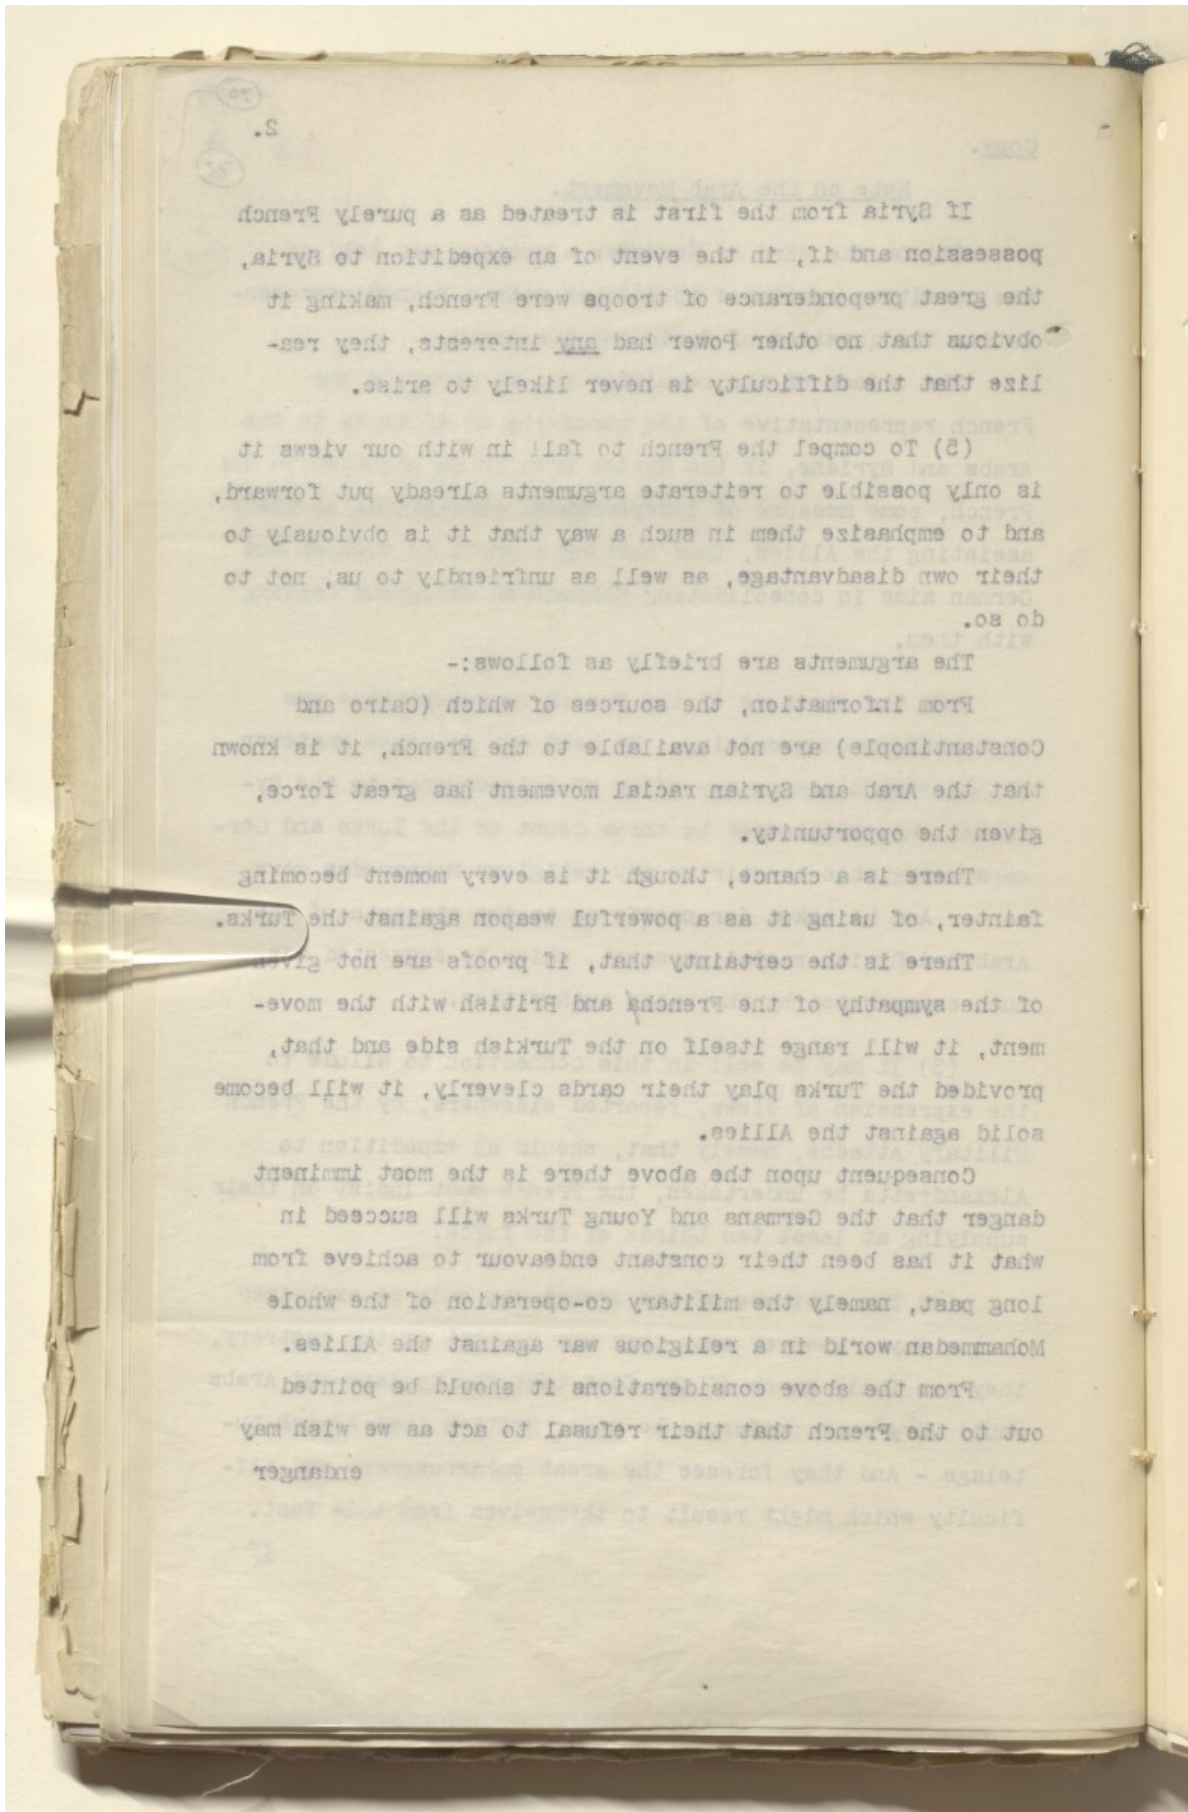 2.
If Syria from the first is treated as a purely French
possession and if, in the event of an expedition to Syria,
the great preponderance of troops were French, making it
obvious that no other Power had any interests, they rea-
lize that the difficulty is never likely to arise.
(5) To compel the French to fall in with our views it
is only possible to reiterate arguments already put forward,
and to emphasize them in such a way that it is obviously to
their own disadvantage, as well as unfriendly to us, not to
do so.
The arguments are briefly as follows:-
From information, the sources of which (Cairo and
Constantinople) are not available to the French, it is known
that the Arab and Syrian racial movement has great force,
given the opportunity.
There is a chance, though it is every moment becoming
fainter, of using it as a powerful weapon against the Turks.
There is the certainty that, if proofs are not given
of the sympathy of the French and British with the move-
ment, it will range itself on the Turkish side and that,
provided the Turks play their cards cleverly, it will become
solid against the Allies.
Consequent upon the above there is the most imminent
danger that the Germans and Young Turks will succeed in
what it has been their constant endeavour to achieve from
long past, namely the military co-operation of the whole
Mohammedan world in a religious war against the Allies.
From the above considerations it should be pointed
out to the French that their refusal to act as we wish may
endanger